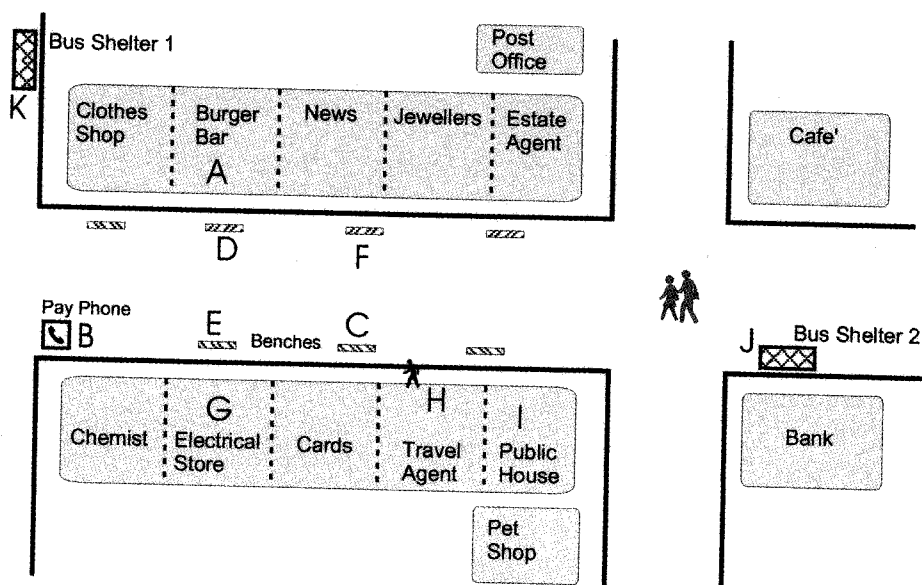 Bus Shelter 1
K
Post
Office
Clothes
Shop
Burger
Bar
A
News
Jewellers
Estate
Agent
Cafe'
D
F
Pay Phone
B
E
Benches
C
J
Bus Shelter 2
Chemist
G
Electrical
Store
Cards
H
Travel
Agent
I
Public
House
Bank
Pet
Shop